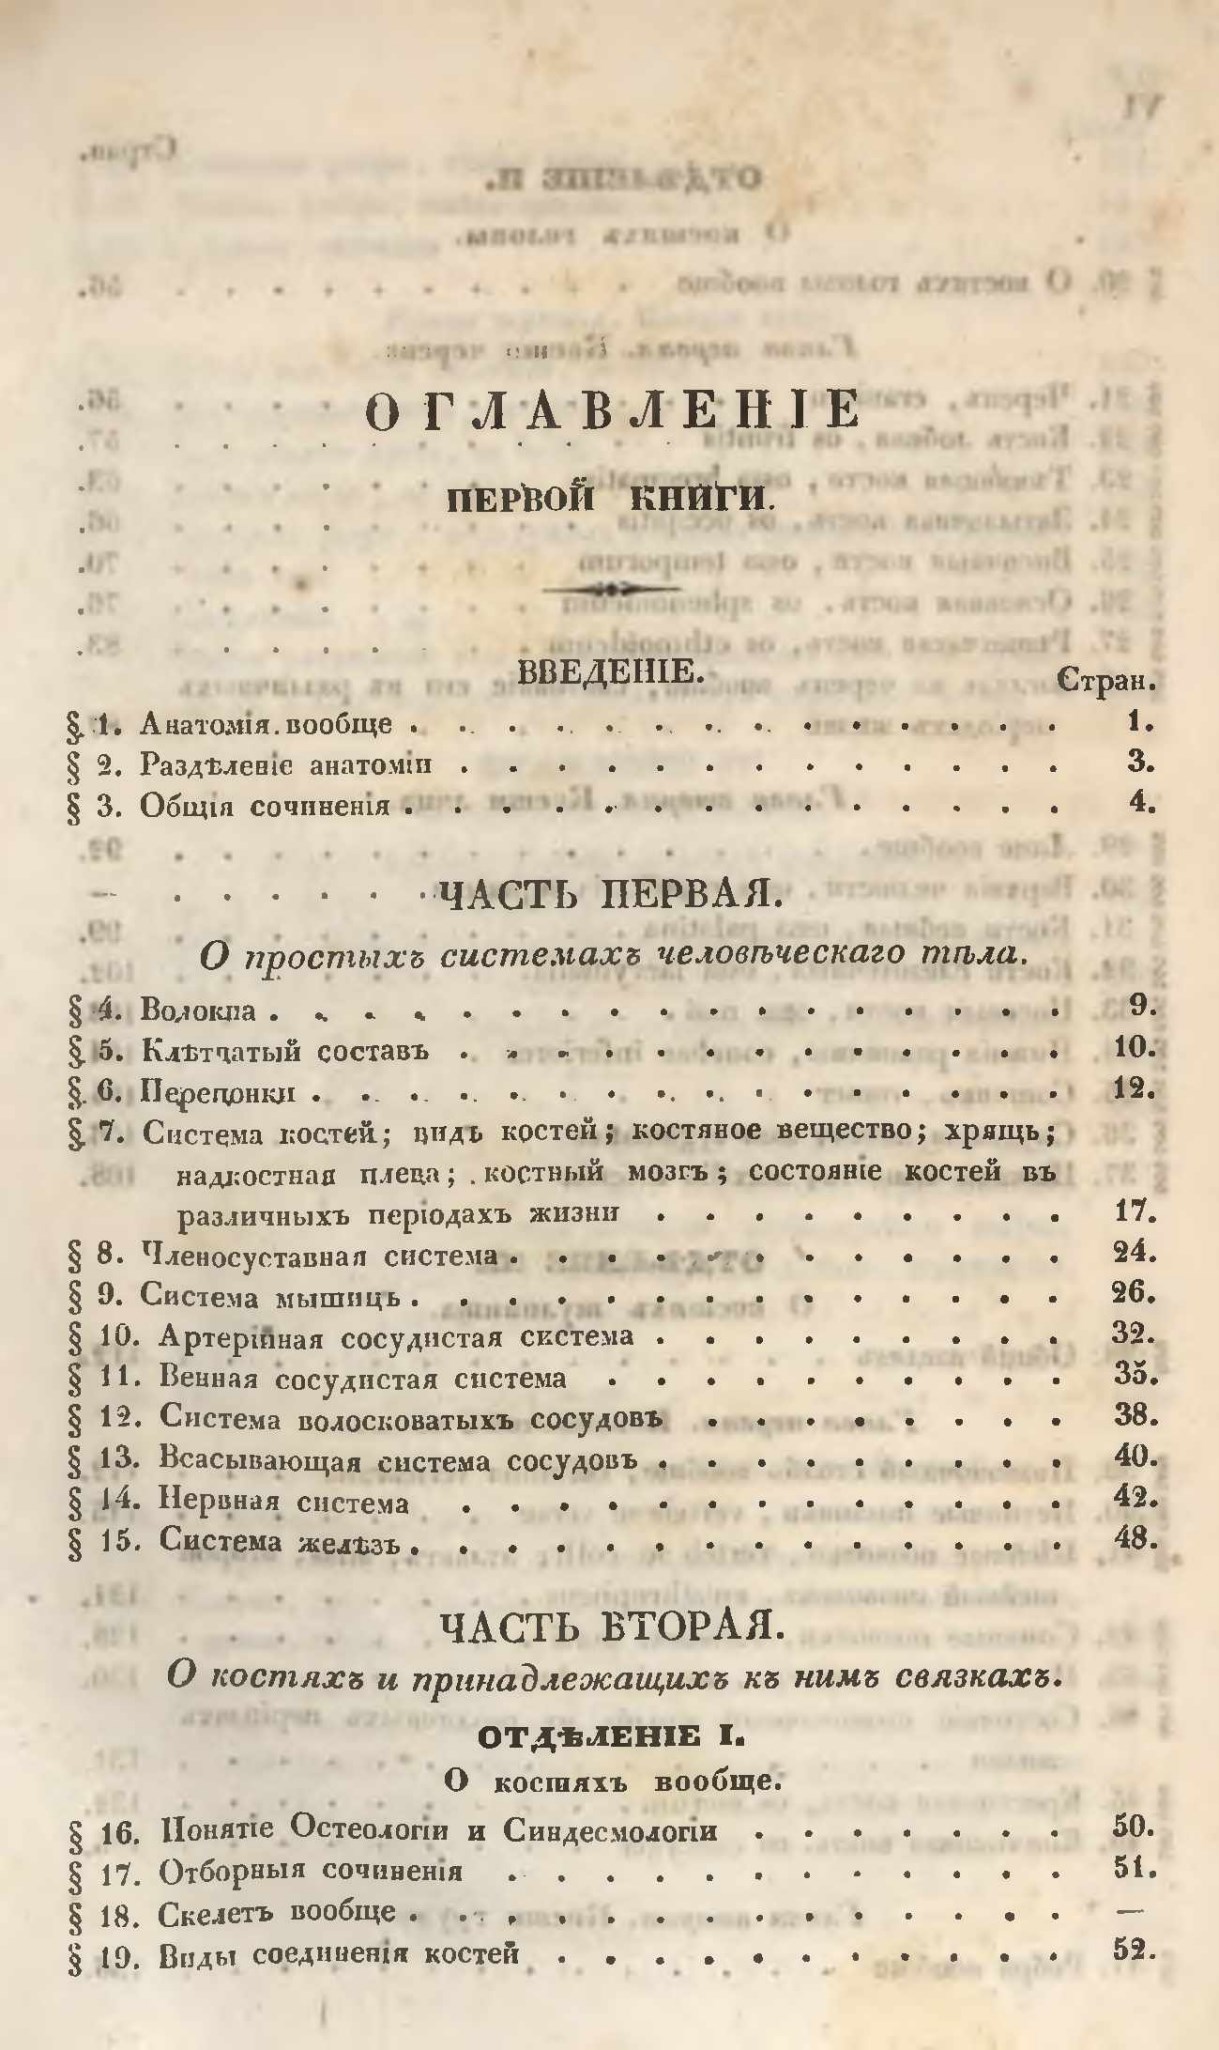 ОГЛАВЛЕНІЕ
ПЕРВОЙ КНИГИ.
ВВЕДЕНІЕ.
Стран.
§ 1. Анатомія вообще . . . . . . . . . . . . . . 1.
§ 2. Раздѣленіе анатоміи . . . . . . . . . . . . . 3.
§ 3. Общія сочиненія . . . . . . . . . . . . . . 4.
ЧАСТЬ ПЕРВАЯ.
О простыхъ системахъ человѣческаго тѣла.
§ 4. Волокна . . . . . . . . . . . . . . . . . 9.
§ 5. Клѣтчатый составъ . . . . . . . . . . . . . 10.
§ 6. Перепонки . . . . . . . . . . . . . . . . 12.
§ 7. Система костей; видъ костей; костяное вещество; хрящь;
надкостная плева; костный мозгъ; состояніе костей въ
различныхъ періодахъ жизни . . . . . . . . . 17.
§ 8. Членосуставная система . . . . . . . . . . . . 24.
§ 9. Система мышицъ . . . . . . . . . . . . . . 26.
§ 10. Артерійная сосудистая система . . . . . . . . . 32.
§ 11. Венная сосудистая система . . . . . . . . . . 35.
§ 12. Система волосковатыхъ сосудовъ . . . . . . . . 38.
§ 13. Всасывающая система сосудовъ . . . . . . . . . 40.
§ 14. Нервная система . . . . . . . . . . . . . 42.
§ 15. Система желѣзъ . . . . . . . . . . . . . . 48.
ЧАСТЬ ВТОРАЯ.
О костяхъ и принадлежащихъ къ нимъ связкахъ.
ОТДѢЛЕНІЕ I.
О костяхъ вообще.
§ 16. Понятіе Остеологіи и Синдесмологіи . . . . . . . 50.
§ 17. Отборныя сочиненія . . . . . . . . . . . . 51.
§ 18. Скелетъ вообще . . . . . . . . . . . . . . —
§ 19. Виды соединенія костей . . . . . . . . . . . 52.